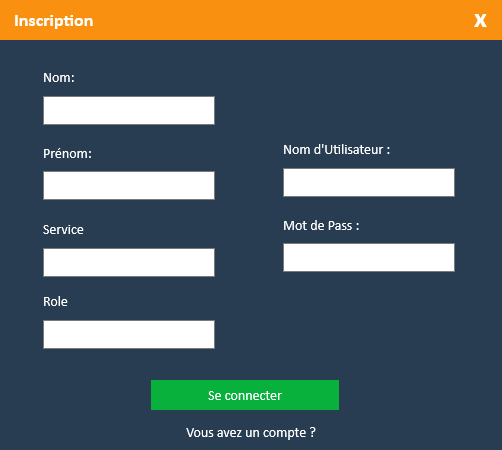 Inscription
X
Nom:
Prénom:
Service
Role
Nom d'Utilisateur :
Mot de Pass :
Se connecter
Vous avez un compte ?